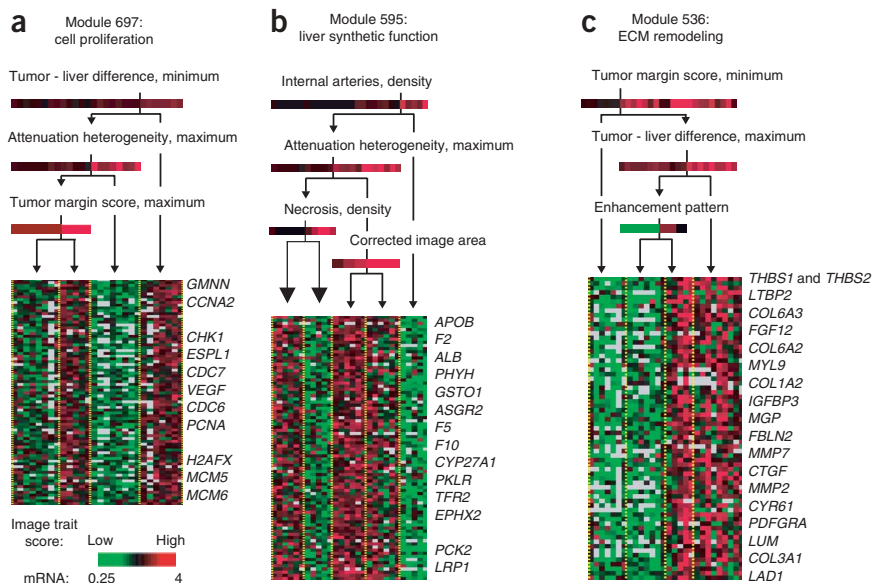 a
Module 697:
cell proliferation
Tumor - liver difference, minimum
Attenuation heterogeneity, maximum
Tumor margin score, maximum
GMNN
CCNA2
CHK1
ESPL1
CDC7
VEGF
CDC6
PCNA
H2AFX
MCM5
MCM6
Image trait
score:
Low
High
mRNA:
0.25
4
b
Module 595:
liver synthetic function
Internal arteries, density
Attenuation heterogeneity, maximum
Necrosis, density
Corrected image area
APOB
F2
ALB
PHYH
GSTO1
ASGR2
F5
F10
CYP27A1
PKLR
TFR2
EPHX2
PCK2
LRP1
c
Module 536:
ECM remodeling
Tumor margin score, minimum
Tumor - liver difference, maximum
Enhancement pattern
THBS1 and THBS2
LTBP2
COL6A3
FGF12
COL6A2
MYL9
COL1A2
IGFBP3
MGP
FBLN2
MMP7
CTGF
MMP2
CYR61
PDFGRA
LUM
COL3A1
LAD1